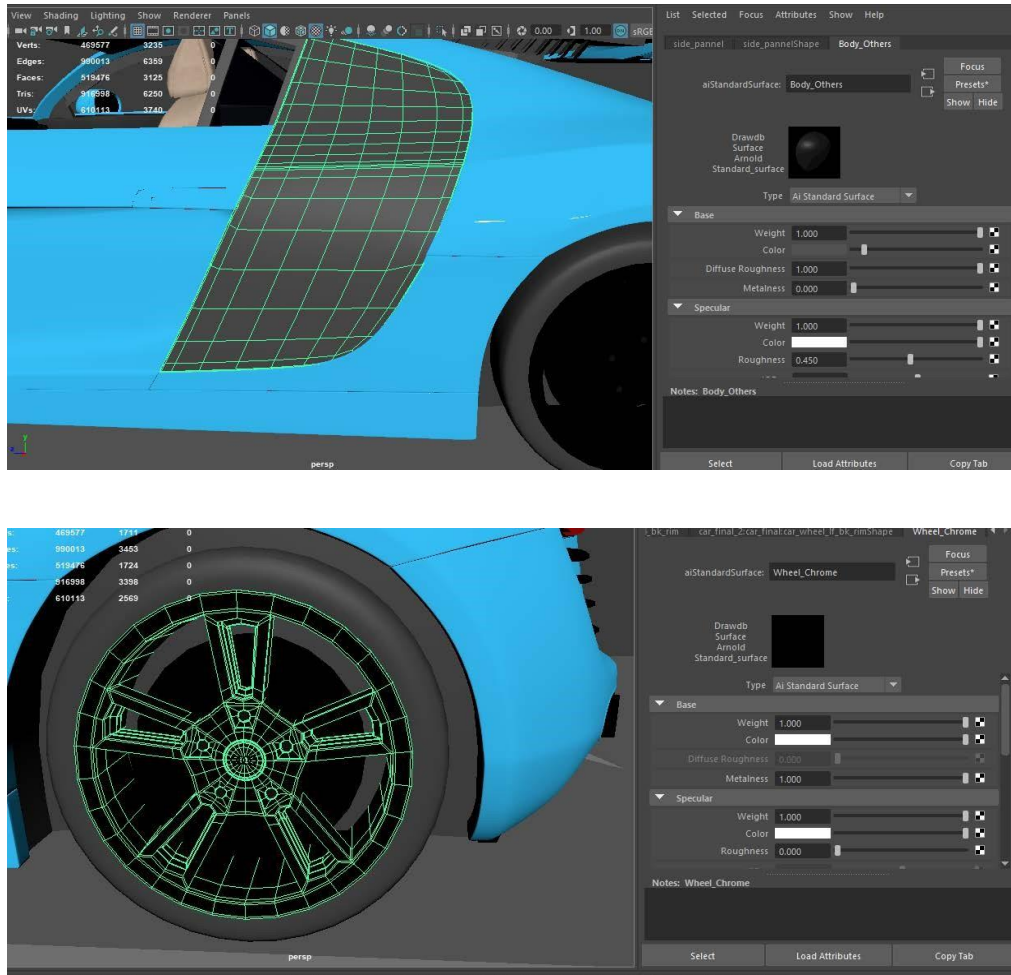 View Shading Lighting Show Renderer Panels
List Selected Focus Attributes Show Help
0.00 1.00
Verts: 469577 3235 0
Edges: 990013 6359 0
Faces: 519476 3125 0
Tris: 916998 6250 0
UVs: 610113 3740 0
side_pannel side_pannelShape Body_Others
Focus
aiStandardSurface: Body_Others
Presets*
Show Hide
Drawdb
Surface
Arnold
Standard_surface
Type Ai Standard Surface
Base
Weight 1.000
Color
Diffuse Roughness 1.000
Metalness 0.000
Specular
Weight 1.000
Color
Roughness 0.450
Notes: Body_Others
y
z
persp
Select Load Attributes Copy Tab
469577 1711 0
990013 3453 0
519476 1724 0
916998 3398 0
610113 2569 0
_bk_rim car_final_2:car_final:car_wheel_lf_bk_rimShape Wheel_Chrome
Focus
aiStandardSurface: Wheel_Chrome
Presets*
Show Hide
Drawdb
Surface
Arnold
Standard_surface
Type Ai Standard Surface
Base
Weight 1.000
Color
Diffuse Roughness 0.000
Metalness 1.000
Specular
Weight 1.000
Color
Roughness 0.000
Notes: Wheel_Chrome
persp
Select Load Attributes Copy Tab